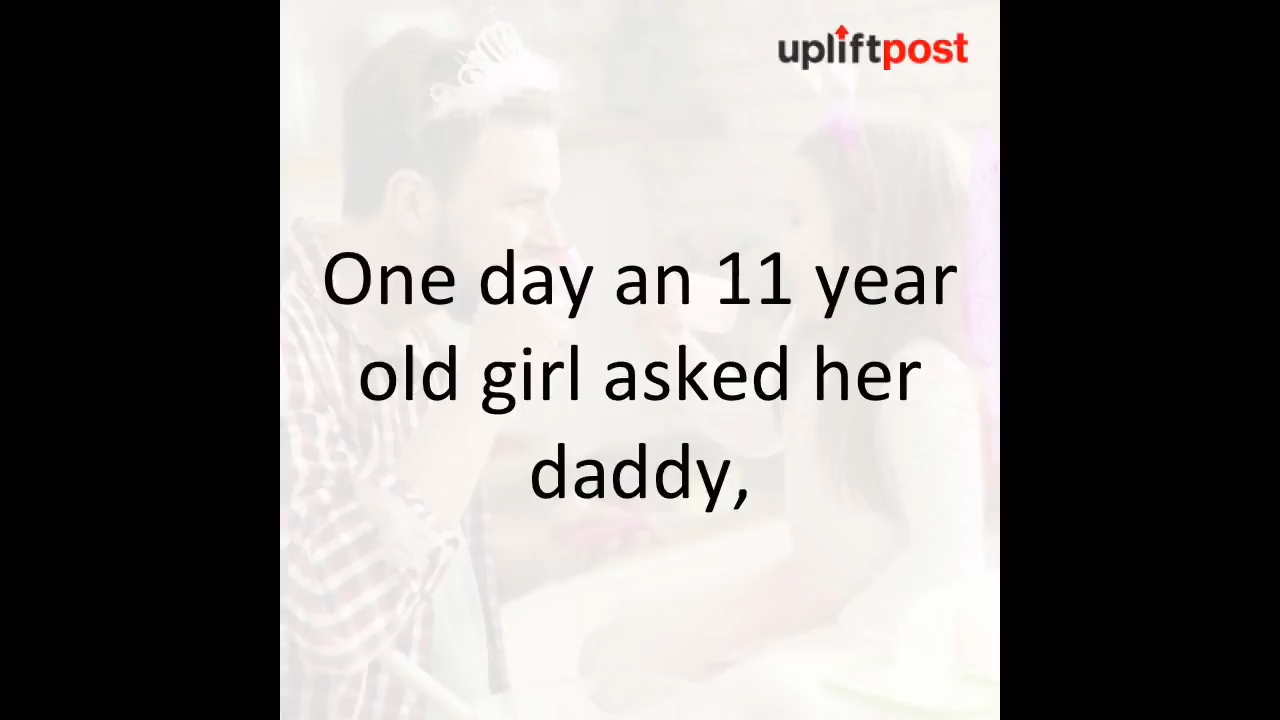 upliftpost
One day an 11 year
old girl asked her
daddy,